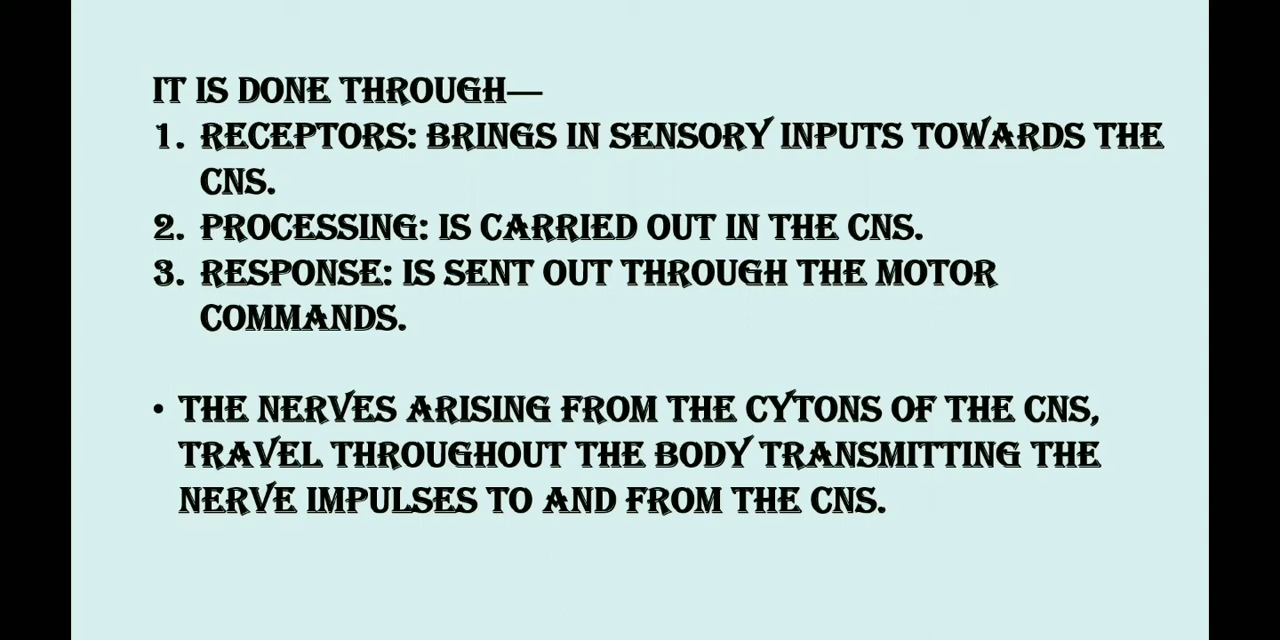 IT IS DONE THROUGH—
1. RECEPTORS: BRINGS IN SENSORY INPUTS TOWARDS THE
CNS.
2. PROCESSING: IS CARRIED OUT IN THE CNS.
3. RESPONSE: IS SENT OUT THROUGH THE MOTOR
COMMANDS.
• THE NERVES ARISING FROM THE CYTONS OF THE CNS,
TRAVEL THROUGHOUT THE BODY TRANSMITTING THE
NERVE IMPULSES TO AND FROM THE CNS.